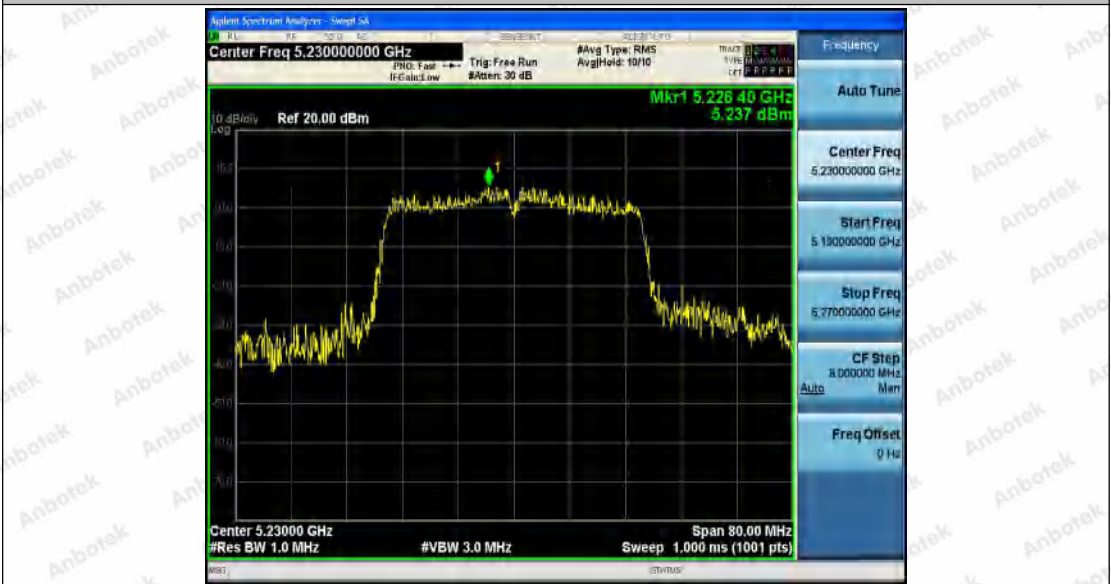 Agilent Spectrum Analyzer - Swept SA
Center Freq 5.230000000 GHz
PNO: Fast
IFGain:Low
Trig: Free Run
#Atten: 30 dB
#Avg Type: RMS
Avg|Hold: 10/10
TRACE
TYPE
DET P P P P P P
Frequency
Auto Tune
Mkr1 5.226 40 GHz
5.237 dBm
10 dB/div
Log
Ref 20.00 dBm
Center Freq
5.230000000 GHz
1
Start Freq
5.190000000 GHz
Stop Freq
5.270000000 GHz
CF Step
8.000000 MHz
Auto Man
Freq Offset
0 Hz
Center 5.23000 GHz
Span 80.00 MHz
#Res BW 1.0 MHz
#VBW 3.0 MHz
Sweep 1.000 ms (1001 pts)
MSG
STATUS
Anbotek